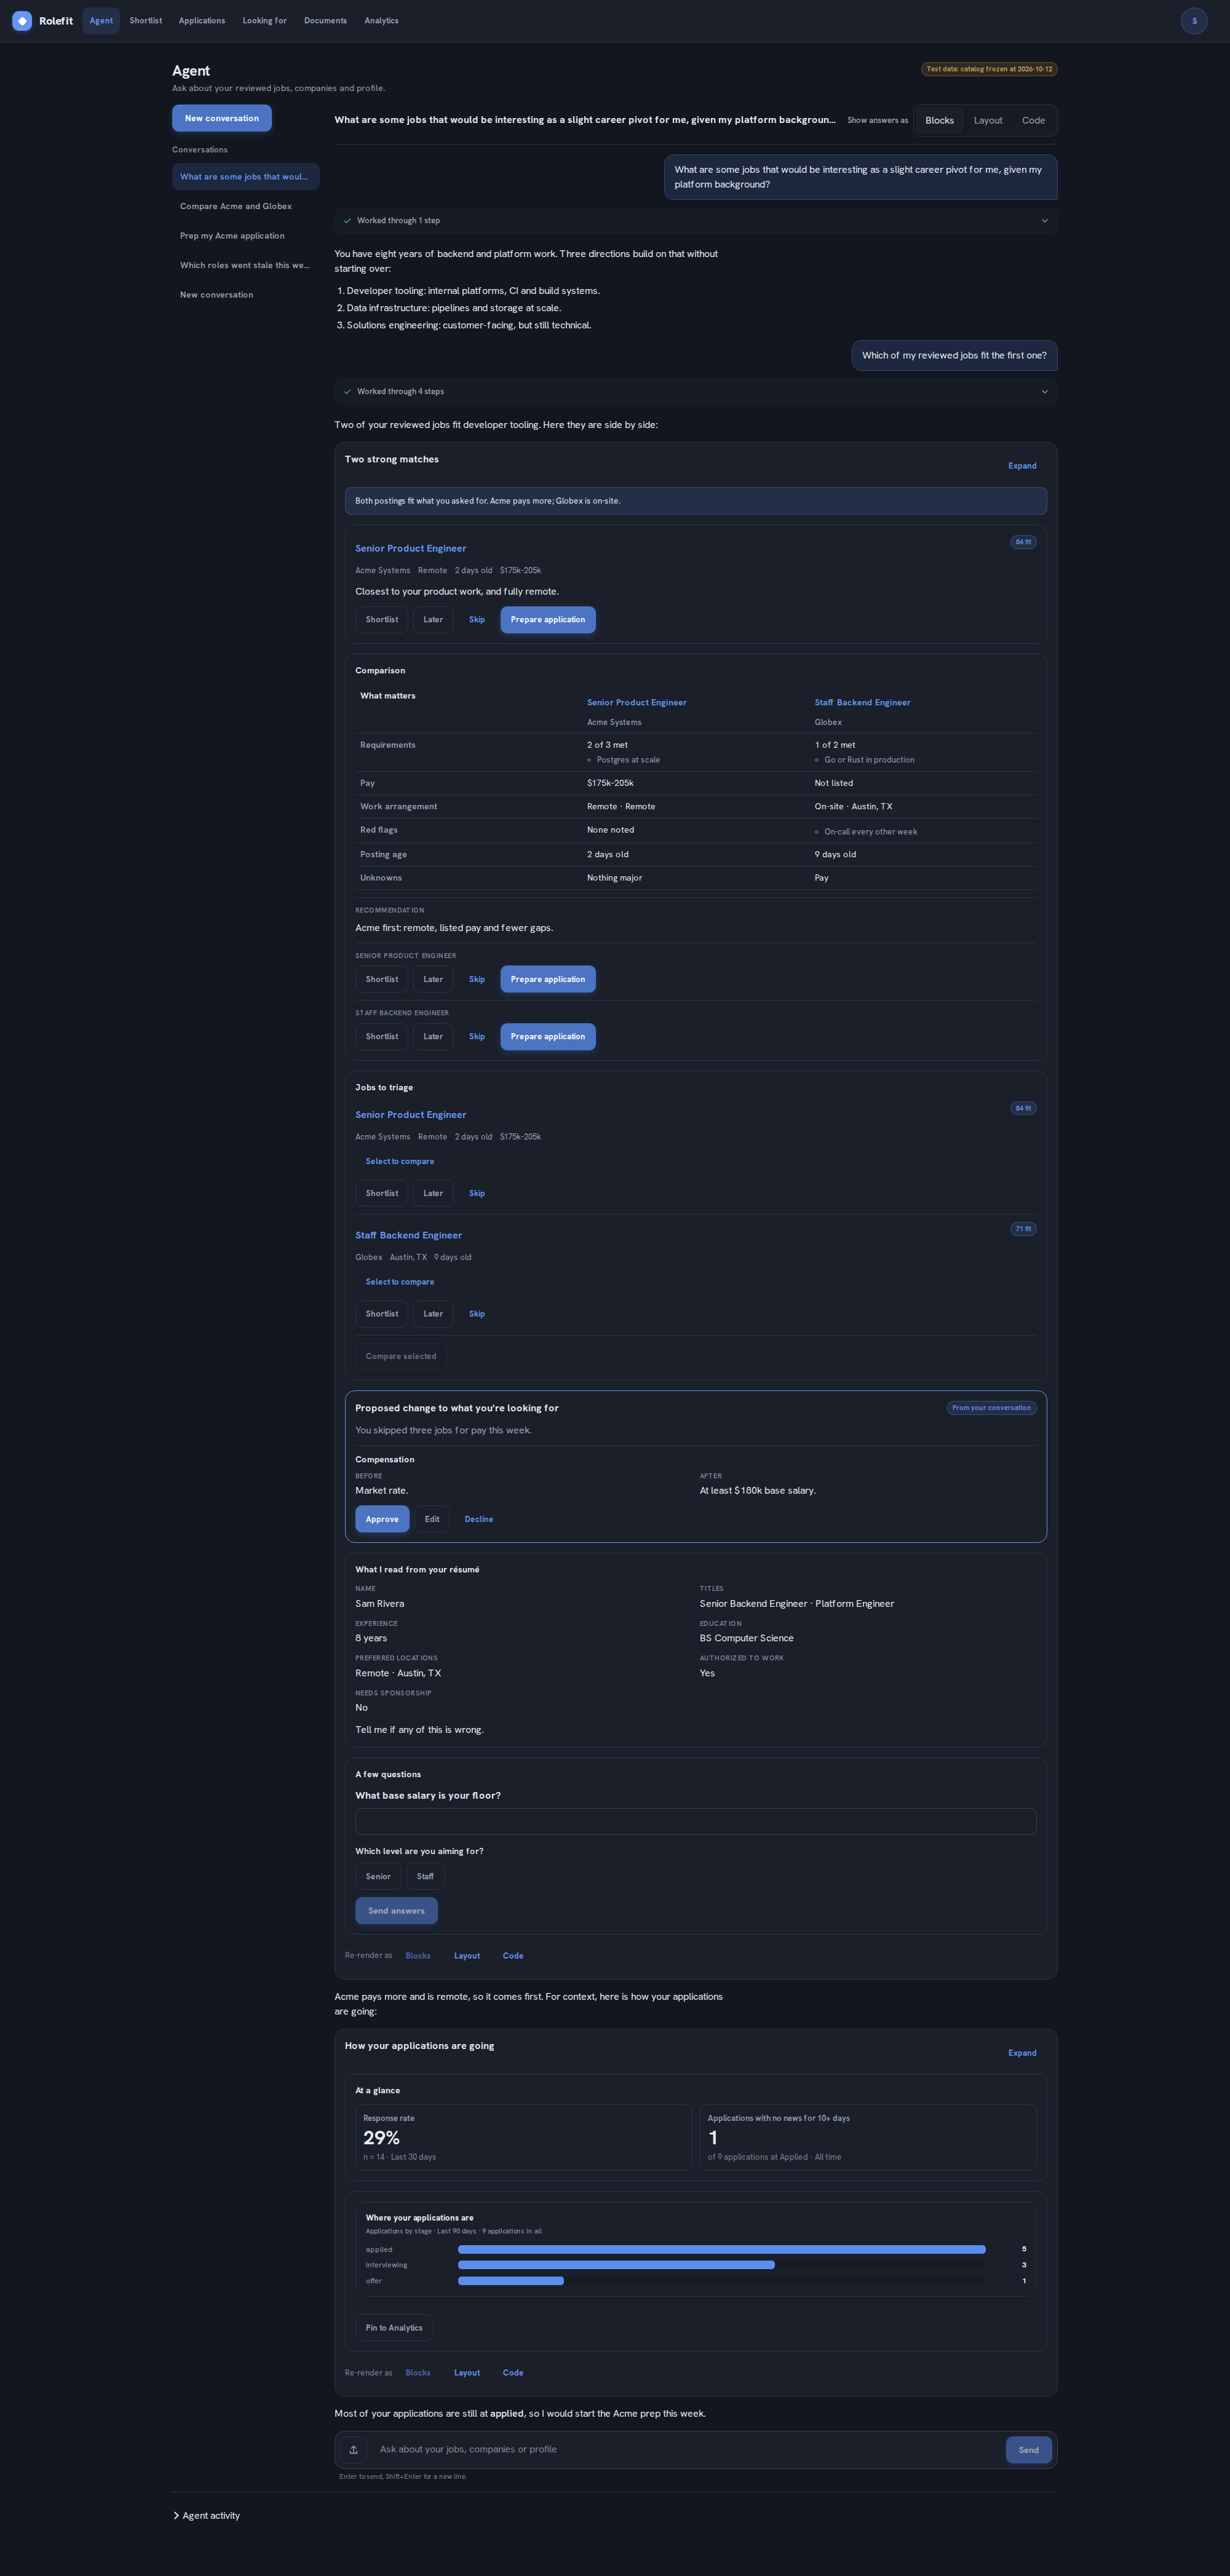 Rolefit
Agent
Shortlist
Applications
Looking for
Documents
Analytics
S
Agent
Ask about your reviewed jobs, companies and profile.
Test data: catalog frozen at 2026-10-12
New conversation
Conversations
What are some jobs that woul...
Compare Acme and Globex
Prep my Acme application
Which roles went stale this we...
New conversation
What are some jobs that would be interesting as a slight career pivot for me, given my platform backgroun...
Show answers as
Blocks
Layout
Code
What are some jobs that would be interesting as a slight career pivot for me, given my
platform background?
Worked through 1 step
You have eight years of backend and platform work. Three directions build on that without
starting over:
1. Developer tooling: internal platforms, CI and build systems.
2. Data infrastructure: pipelines and storage at scale.
3. Solutions engineering: customer-facing, but still technical.
Which of my reviewed jobs fit the first one?
Worked through 4 steps
Two of your reviewed jobs fit developer tooling. Here they are side by side:
Two strong matches
Expand
Both postings fit what you asked for. Acme pays more; Globex is on-site.
Senior Product Engineer
84 fit
Acme Systems Remote 2 days old $175k–205k
Closest to your product work, and fully remote.
Shortlist
Later
Skip
Prepare application
Comparison
What matters
Senior Product Engineer
Acme Systems
Staff Backend Engineer
Globex
Requirements
2 of 3 met
Postgres at scale
1 of 2 met
Go or Rust in production
Pay
$175k–205k
Not listed
Work arrangement
Remote · Remote
On-site · Austin, TX
Red flags
None noted
On-call every other week
Posting age
2 days old
9 days old
Unknowns
Nothing major
Pay
RECOMMENDATION
Acme first: remote, listed pay and fewer gaps.
SENIOR PRODUCT ENGINEER
Shortlist
Later
Skip
Prepare application
STAFF BACKEND ENGINEER
Shortlist
Later
Skip
Prepare application
Jobs to triage
Senior Product Engineer
84 fit
Acme Systems Remote 2 days old $175k–205k
Select to compare
Shortlist
Later
Skip
Staff Backend Engineer
71 fit
Globex Austin, TX 9 days old
Select to compare
Shortlist
Later
Skip
Compare selected
Proposed change to what you're looking for
From your conversation
You skipped three jobs for pay this week.
Compensation
BEFORE
Market rate.
AFTER
At least $180k base salary.
Approve
Edit
Decline
What I read from your résumé
NAME
Sam Rivera
TITLES
Senior Backend Engineer · Platform Engineer
EXPERIENCE
8 years
EDUCATION
BS Computer Science
PREFERRED LOCATIONS
Remote · Austin, TX
AUTHORIZED TO WORK
Yes
NEEDS SPONSORSHIP
No
Tell me if any of this is wrong.
A few questions
What base salary is your floor?
Which level are you aiming for?
Senior
Staff
Send answers
Re-render as
Blocks
Layout
Code
Acme pays more and is remote, so it comes first. For context, here is how your applications
are going:
How your applications are going
Expand
At a glance
Response rate
29%
n = 14 · Last 30 days
Applications with no news for 10+ days
1
of 9 applications at Applied · All time
Where your applications are
Applications by stage · Last 90 days · 9 applications in all
applied
5
interviewing
3
offer
1
Pin to Analytics
Re-render as
Blocks
Layout
Code
Most of your applications are still at applied, so I would start the Acme prep this week.
Ask about your jobs, companies or profile
Send
Enter to send, Shift+Enter for a new line.
Agent activity